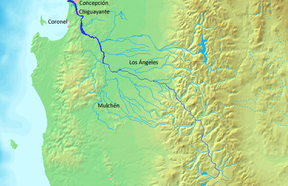 Concepción
Chiguayante
Coronel
Los Ángeles
Mulchén